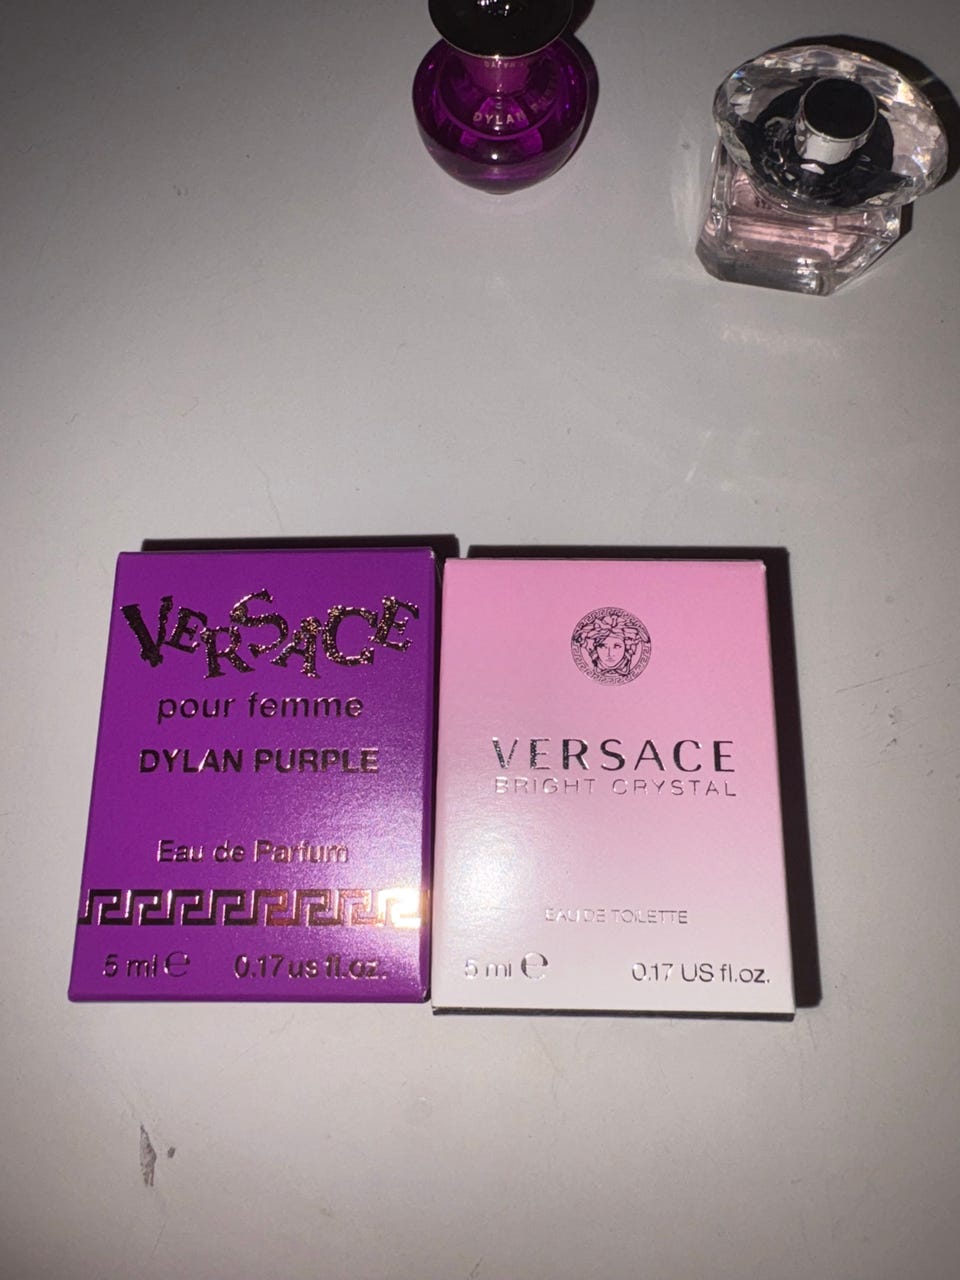 DYLAN
VERSACE
pour femme
DYLAN PURPLE
Eau de Parfum
5 ml e 0.17 us fl.oz.
VERSACE
BRIGHT CRYSTAL
EAU DE TOILETTE
5 ml e 0.17 US fl.oz.